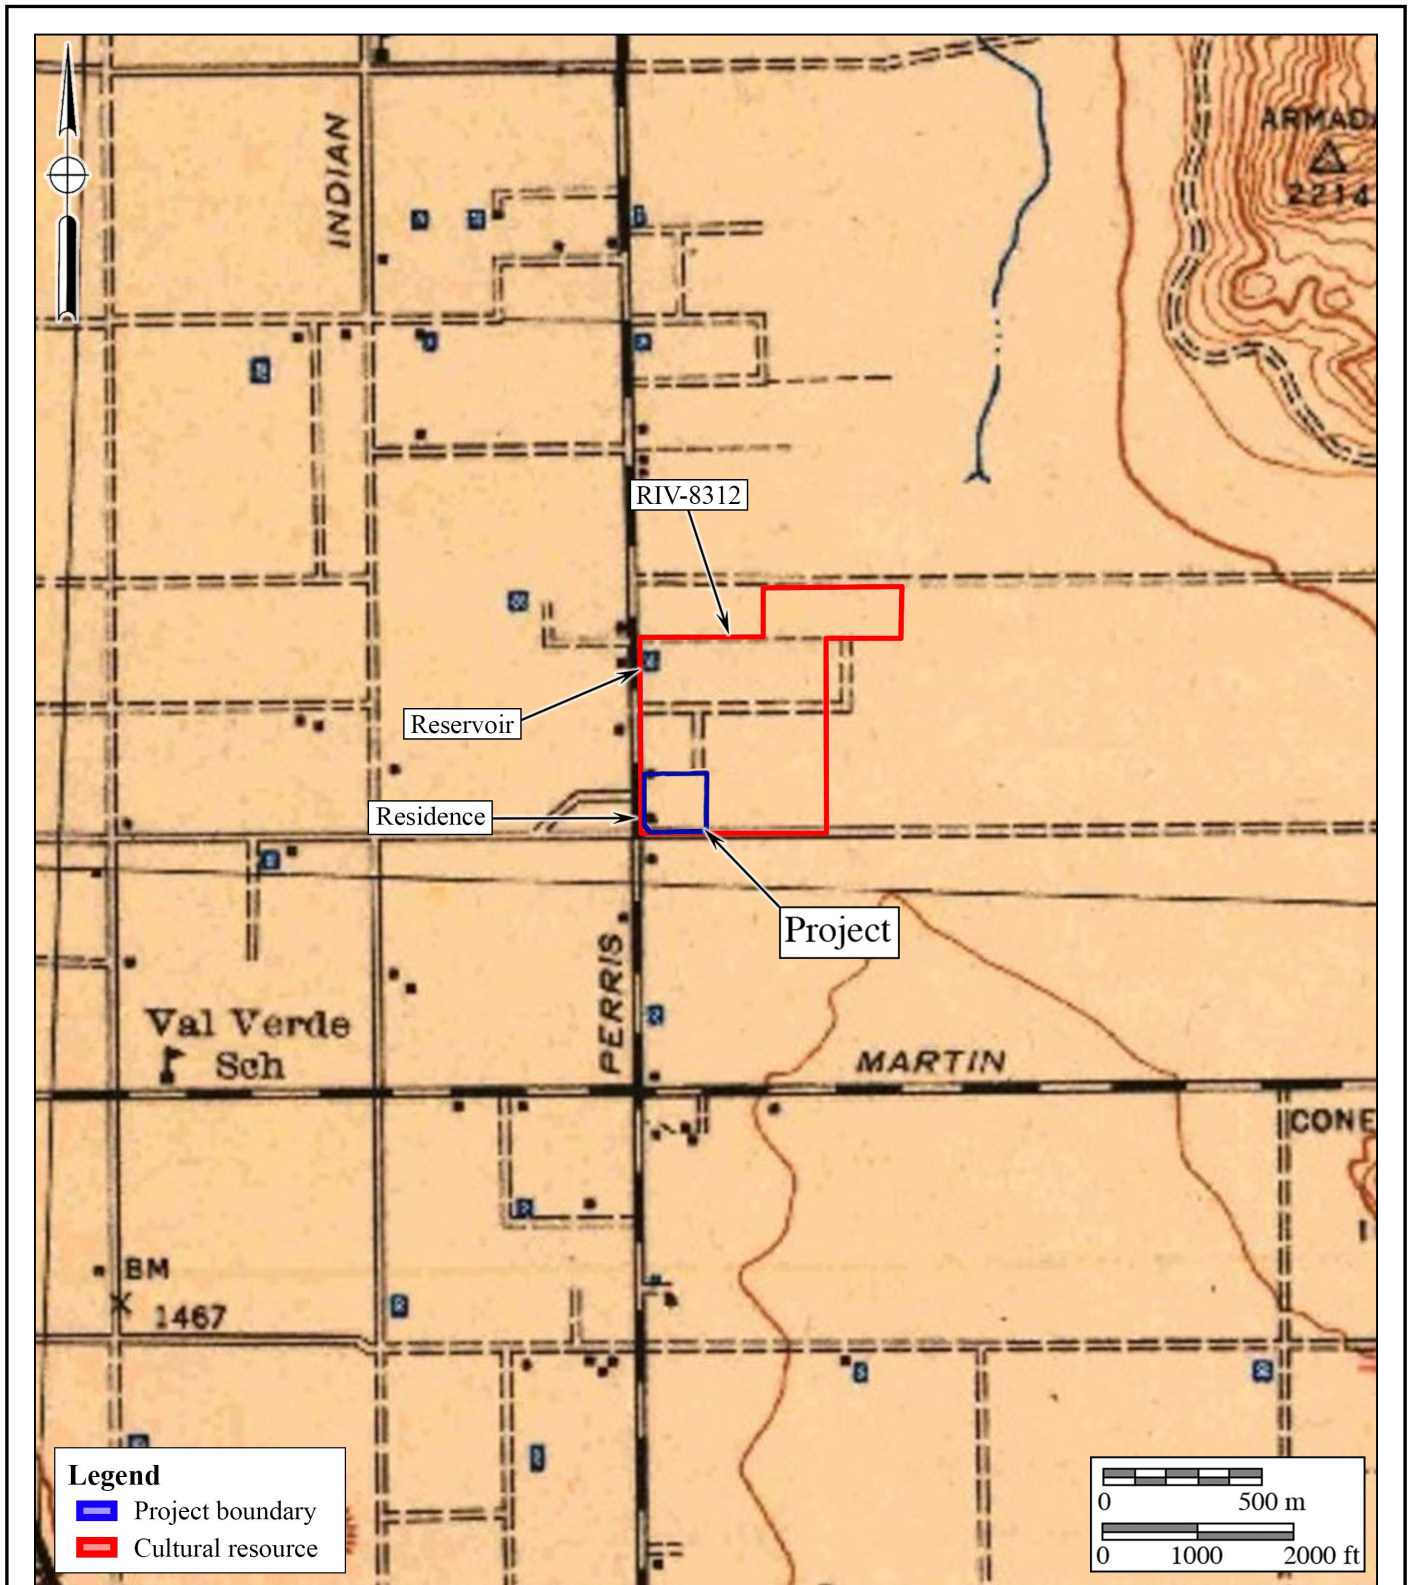 INDIAN
ARMADA
2214
RIV-8312
Reservoir
Residence
Project
PERRIS
Val Verde
Sch
MARTIN
CONE
BM
1467
Legend
Project boundary
Cultural resource
0 500 m
0 1000 2000 ft